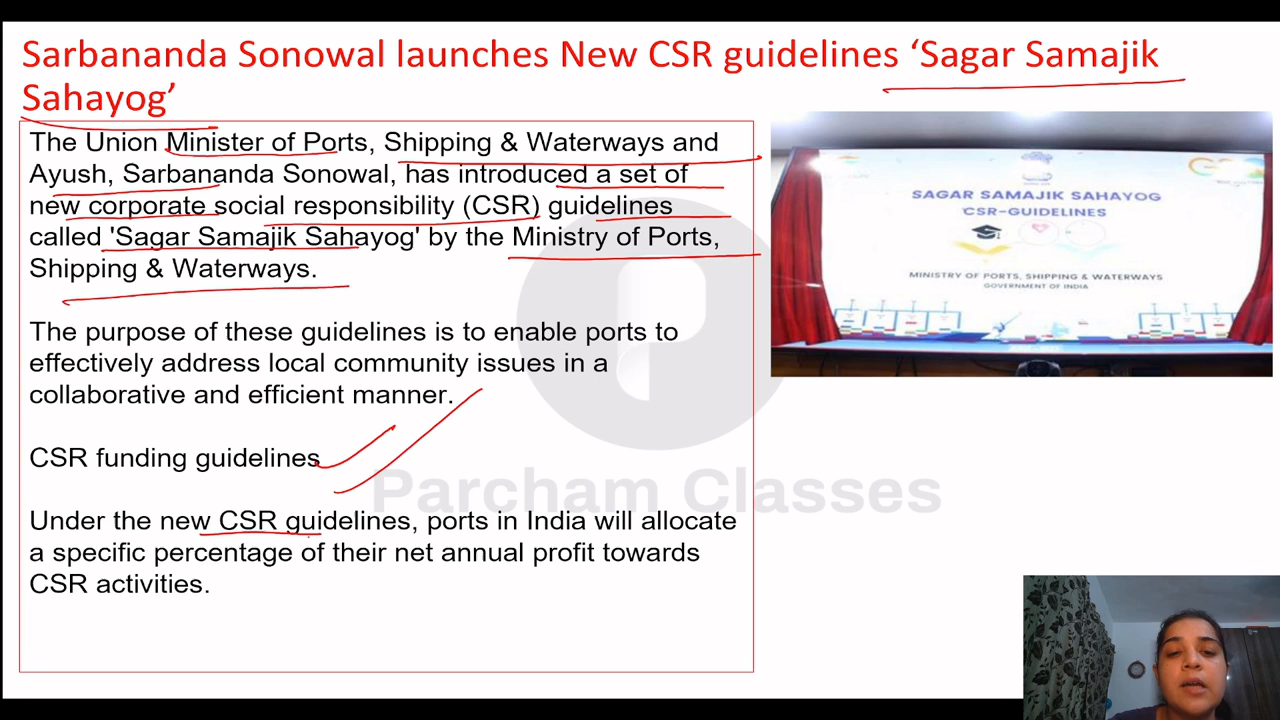 Sarbananda Sonowal launches New CSR guidelines ‘Sagar Samajik
Sahayog’
The Union Minister of Ports, Shipping & Waterways and
Ayush, Sarbananda Sonowal, has introduced a set of
new corporate social responsibility (CSR) guidelines
called 'Sagar Samajik Sahayog' by the Ministry of Ports,
Shipping & Waterways.
The purpose of these guidelines is to enable ports to
effectively address local community issues in a
collaborative and efficient manner.
CSR funding guidelines
Under the new CSR guidelines, ports in India will allocate
a specific percentage of their net annual profit towards
CSR activities.
SAGAR SAMAJIK SAHAYOG
CSR-GUIDELINES
MINISTRY OF PORTS, SHIPPING & WATERWAYS
GOVERNMENT OF INDIA
Parcham Classes